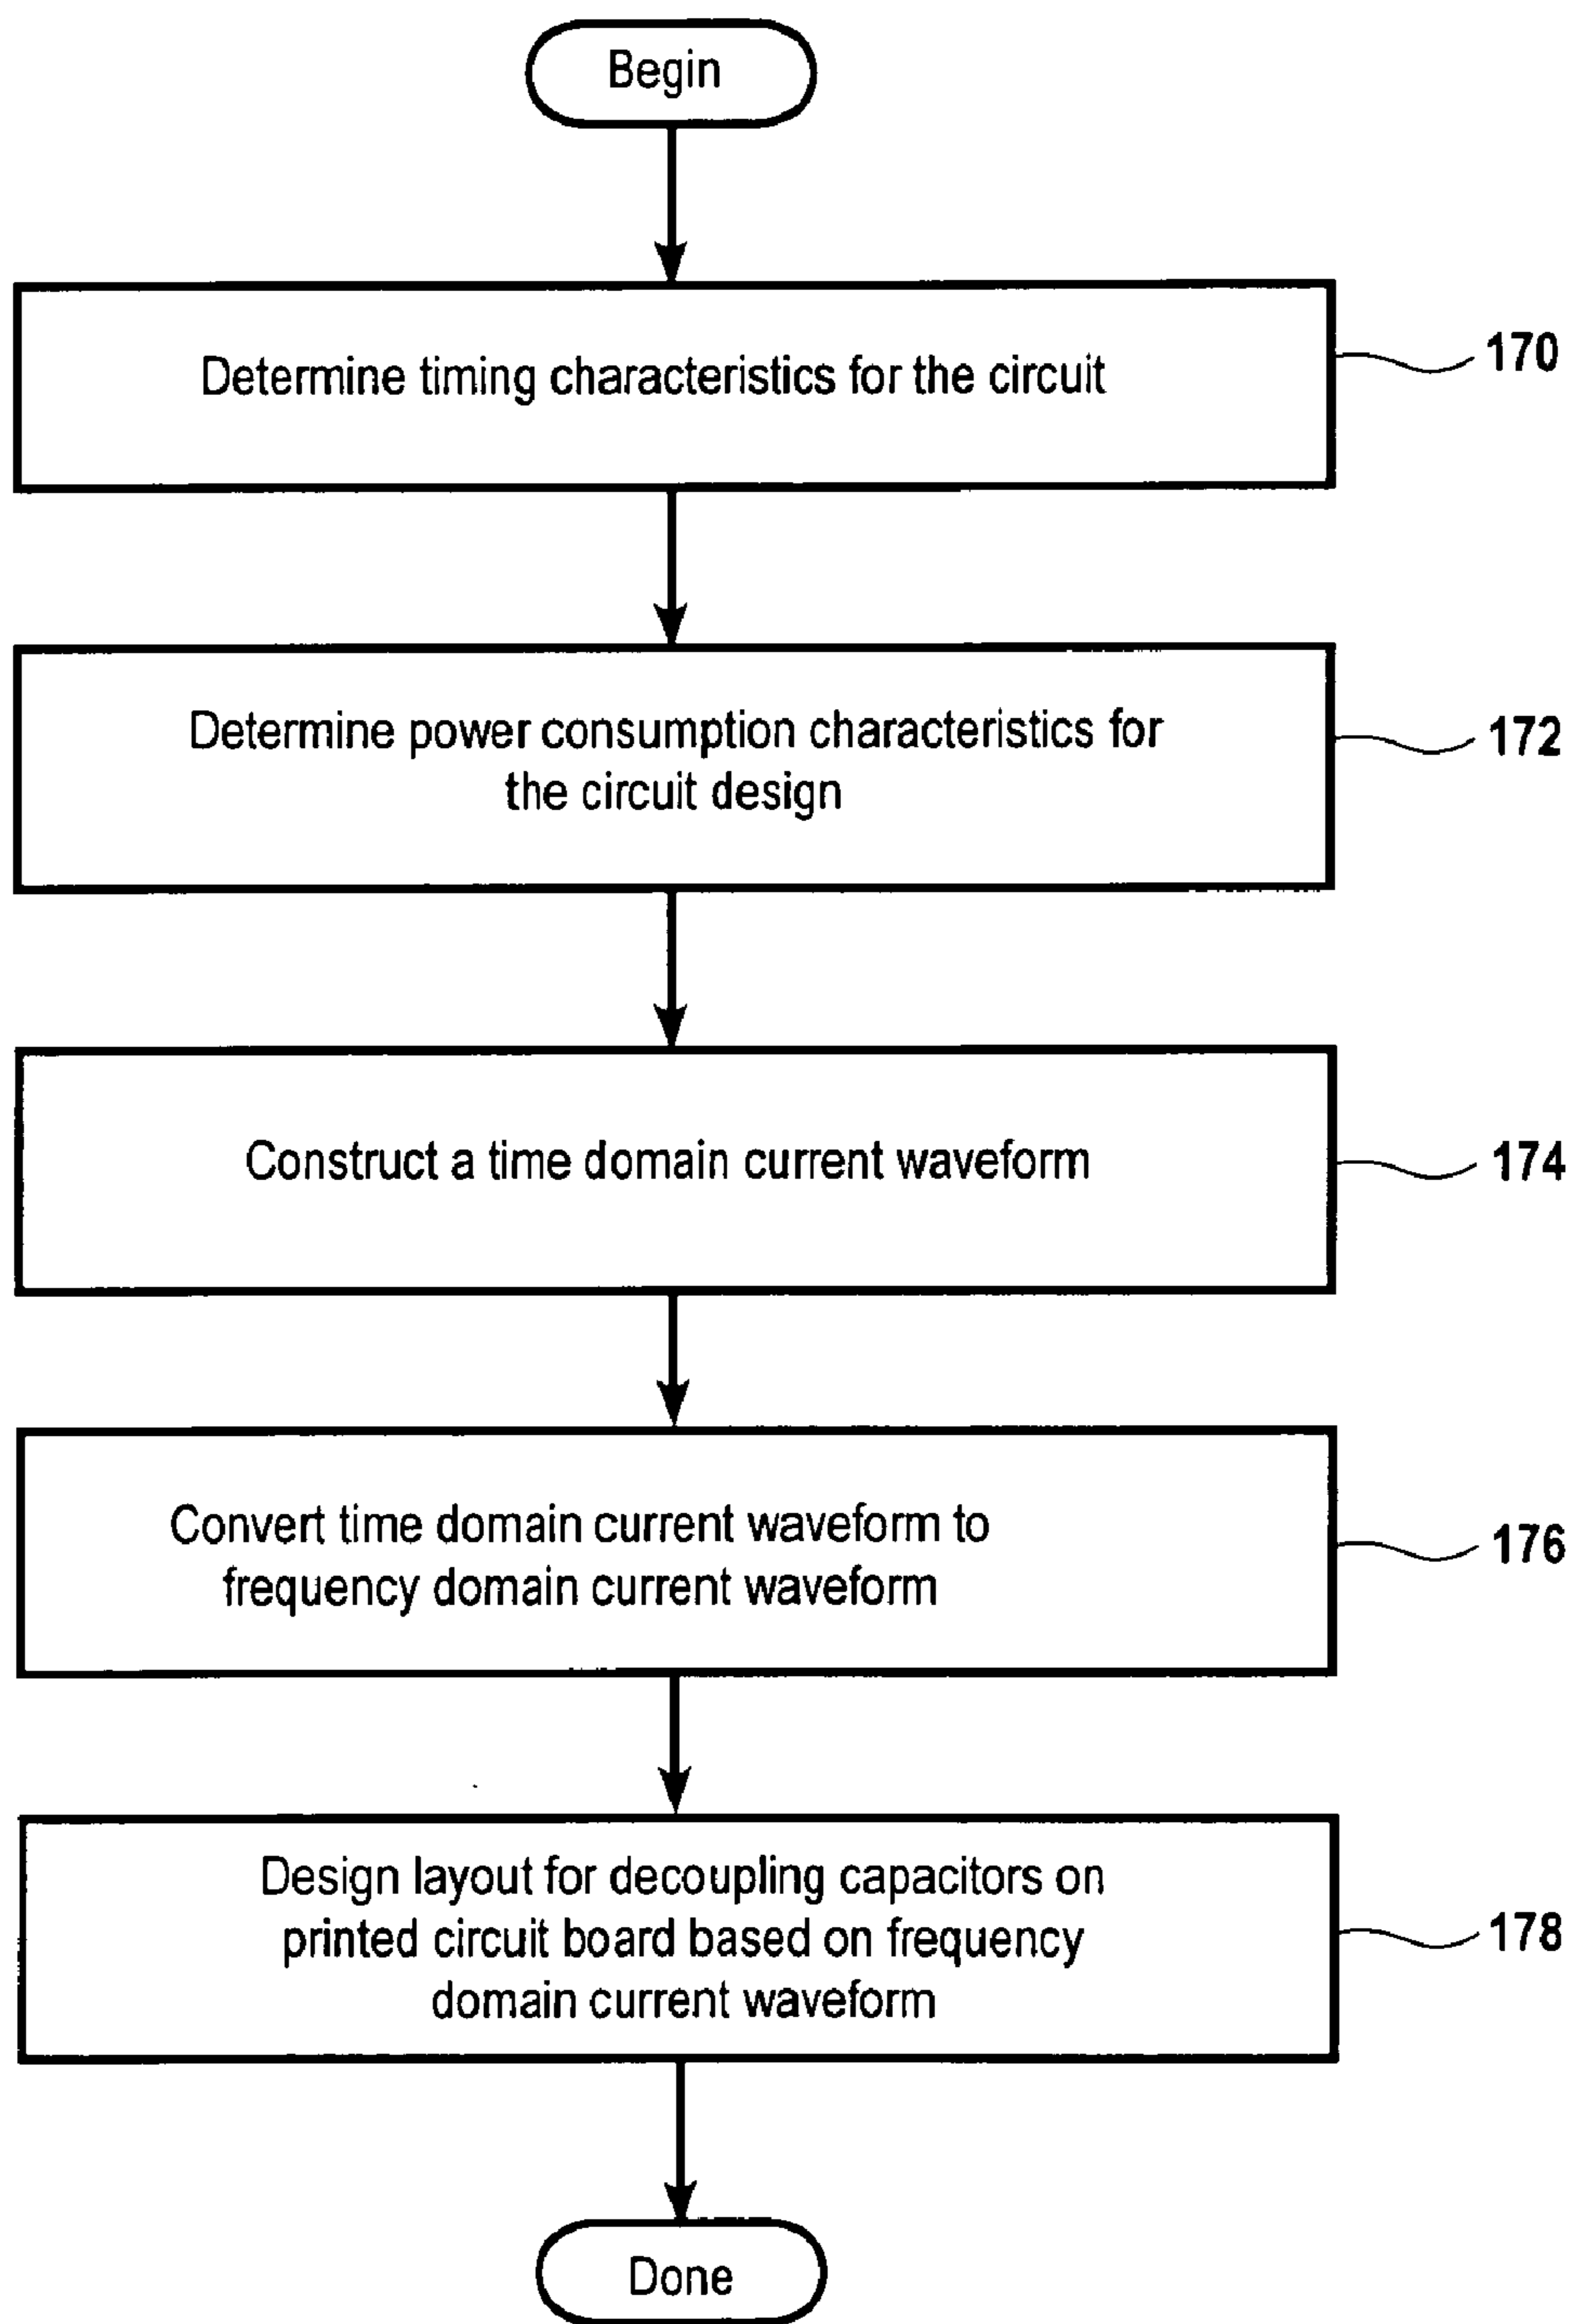 Begin
Determine timing characteristics for the circuit
170
Determine power consumption characteristics for
the circuit design
172
Construct a time domain current waveform
174
Convert time domain current waveform to
frequency domain current waveform
176
Design layout for decoupling capacitors on
printed circuit board based on frequency
domain current waveform
178
Done